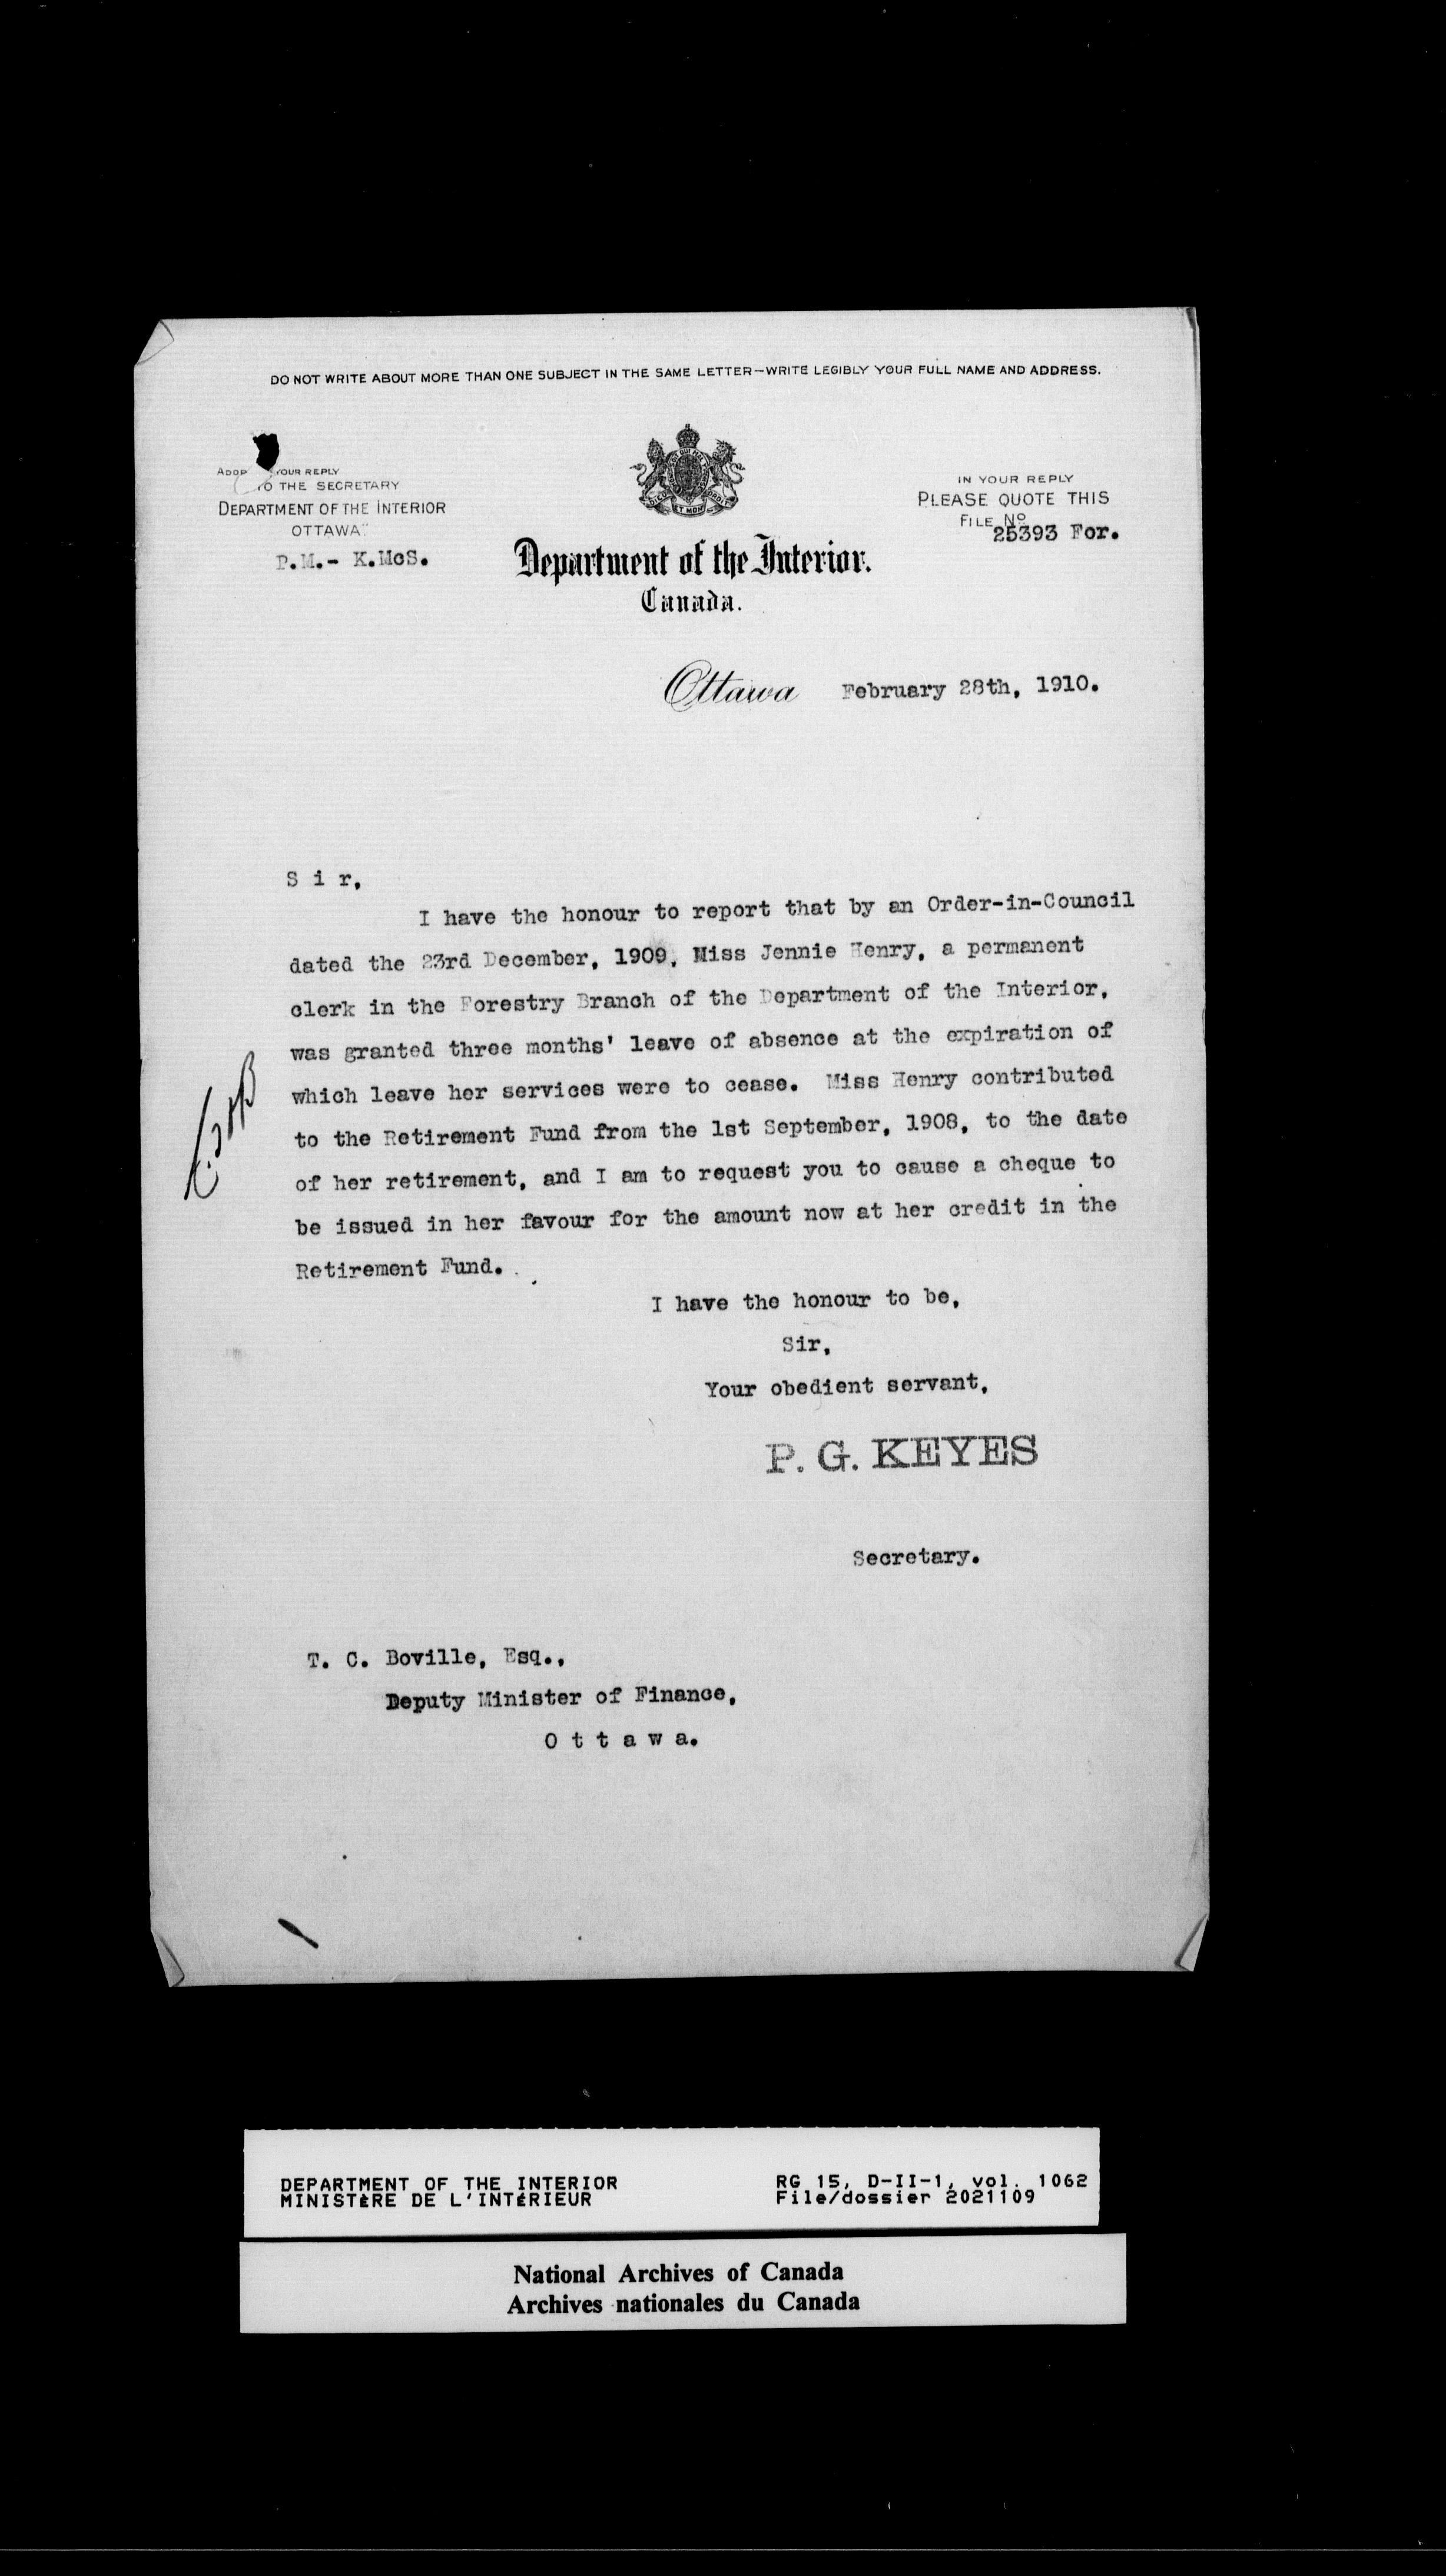 DO NOT WRITE ABOUT MORE THAN ONE SUBJECT IN THE SAME LETTER—WRITE LEGIBLY YOUR FULL NAME AND ADDRESS.
YOUR REPLY
TO THE SECRETARY
DEPARTMENT OF THE INTERIOR
OTTAWA"
P.M.- K.McS.
IN YOUR REPLY
PLEASE QUOTE THIS
FILE No
25393 For.
Department of the Interior.
Canada.
Ottawa February 28th, 1910.
S i r,
I have the honour to report that by an Order-in-Council
dated the 23rd December, 1909, Miss Jennie Henry, a permanent
clerk in the Forestry Branch of the Department of the Interior,
was granted three months' leave of absence at the expiration of
which leave her services were to cease. Miss Henry contributed
to the Retirement Fund from the 1st September, 1908, to the date
of her retirement, and I am to request you to cause a cheque to
be issued in her favour for the amount now at her credit in the
Retirement Fund.
I have the honour to be,
Sir,
Your obedient servant,
P. G. KEYES
Secretary.
T. C. Boville, Esq.,
Deputy Minister of Finance,
O t t a w a.
DEPARTMENT OF THE INTERIOR
MINISTÈRE DE L'INTÉRIEUR
RG 15, D-II-1, vol. 1062
File/dossier 2021109
National Archives of Canada
Archives nationales du Canada